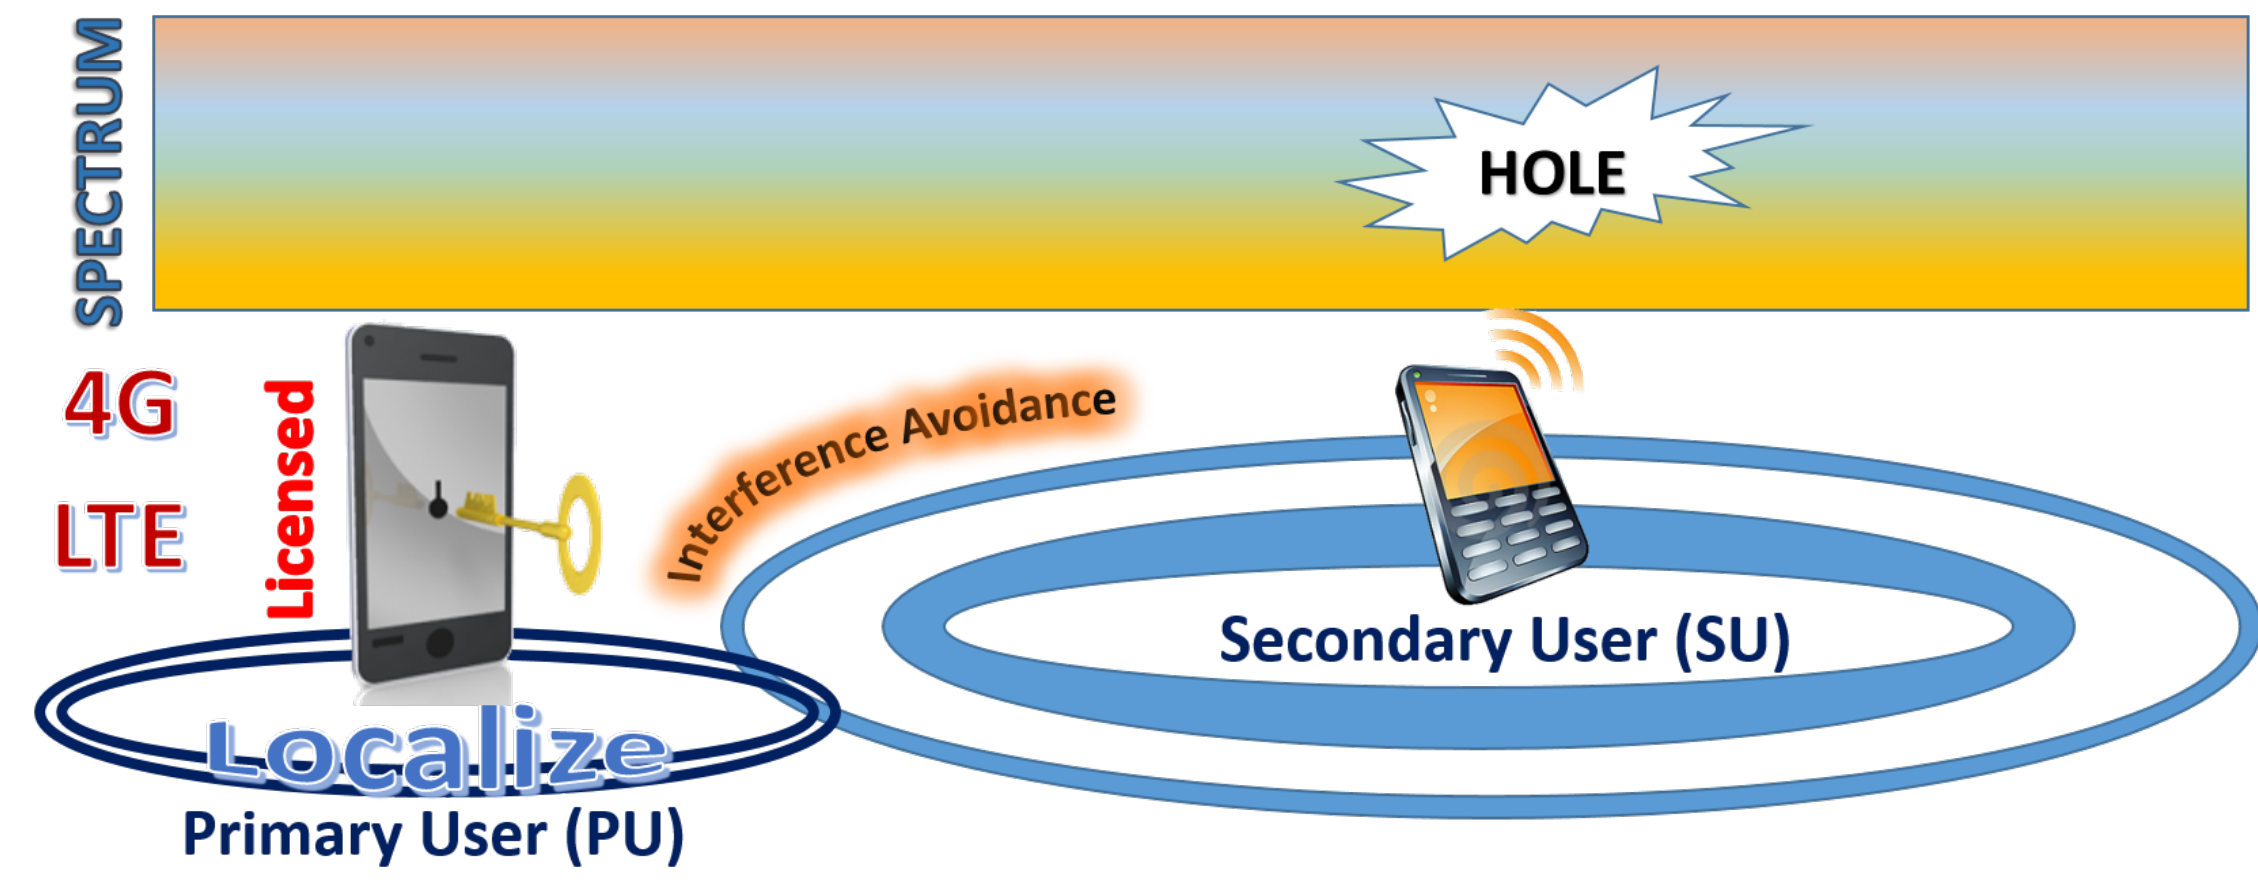 SPECTRUM
HOLE
4G
LTE
Licensed
Interference Avoidance
Secondary User (SU)
Localize
Primary User (PU)